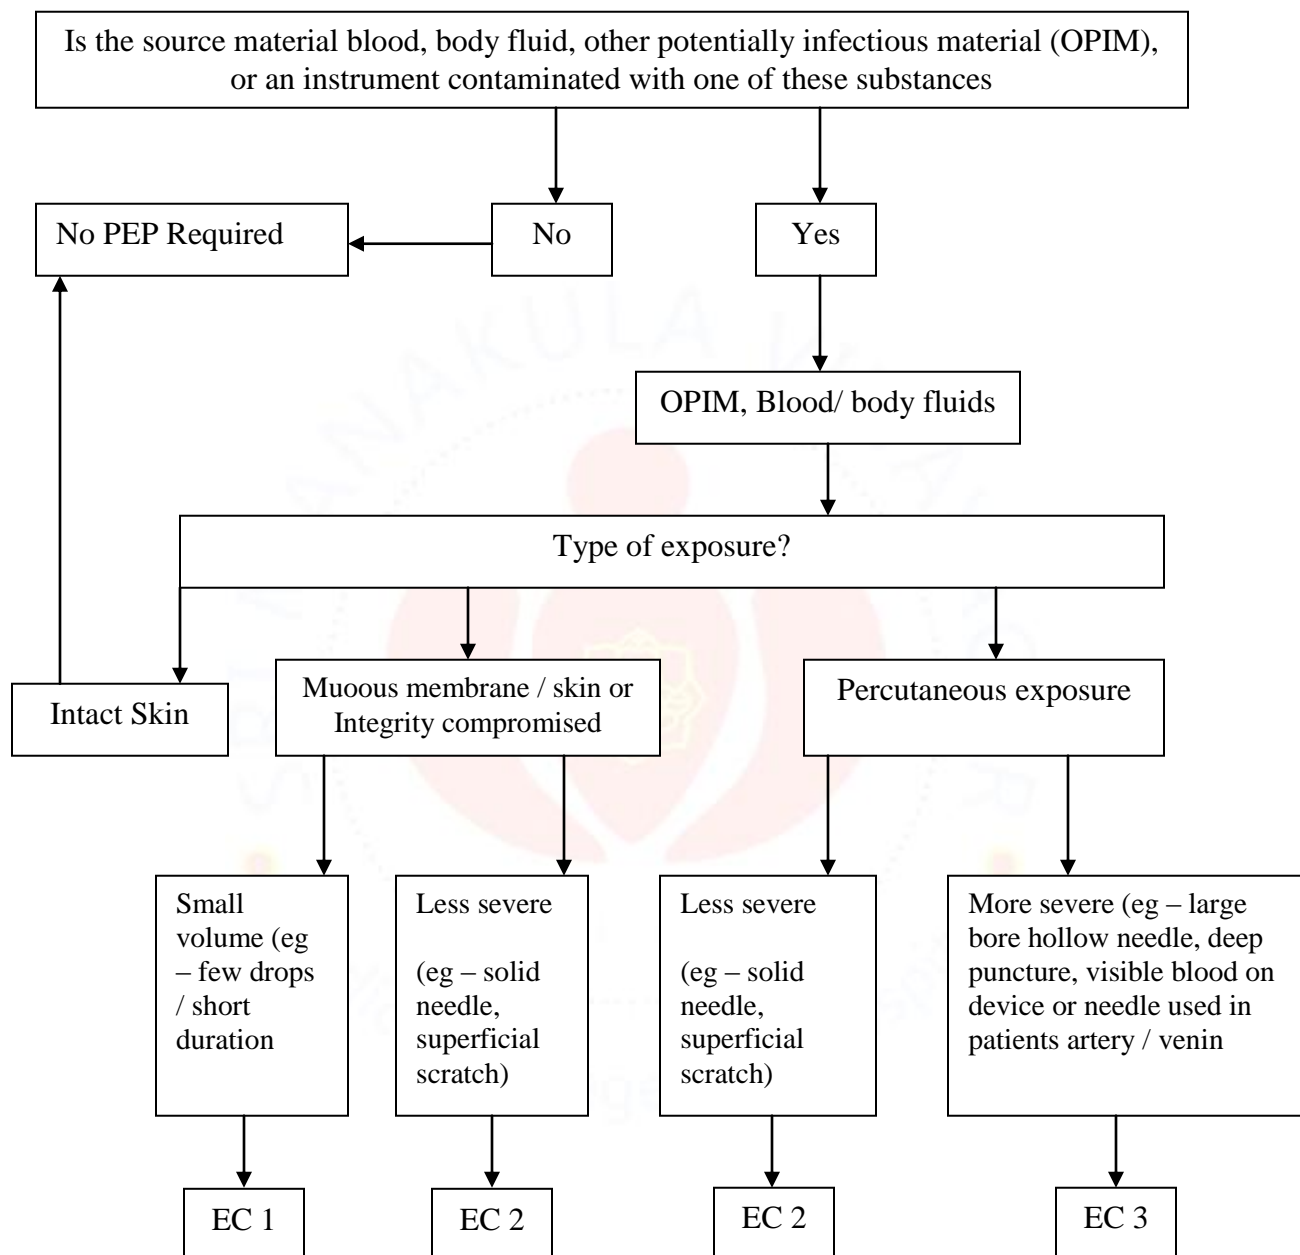 Is the source material blood, body fluid, other potentially infectious material (OPIM),
or an instrument contaminated with one of these substances
No PEP Required
No
Yes
OPIM, Blood/ body fluids
Type of exposure?
Intact Skin
Muoous membrane / skin or
Integrity compromised
Percutaneous exposure
Small
volume (eg
– few drops
/ short
duration
Less severe
(eg – solid
needle,
superficial
scratch)
Less severe
(eg – solid
needle,
superficial
scratch)
More severe (eg – large
bore hollow needle, deep
puncture, visible blood on
device or needle used in
patients artery / venin
EC 1
EC 2
EC 2
EC 3